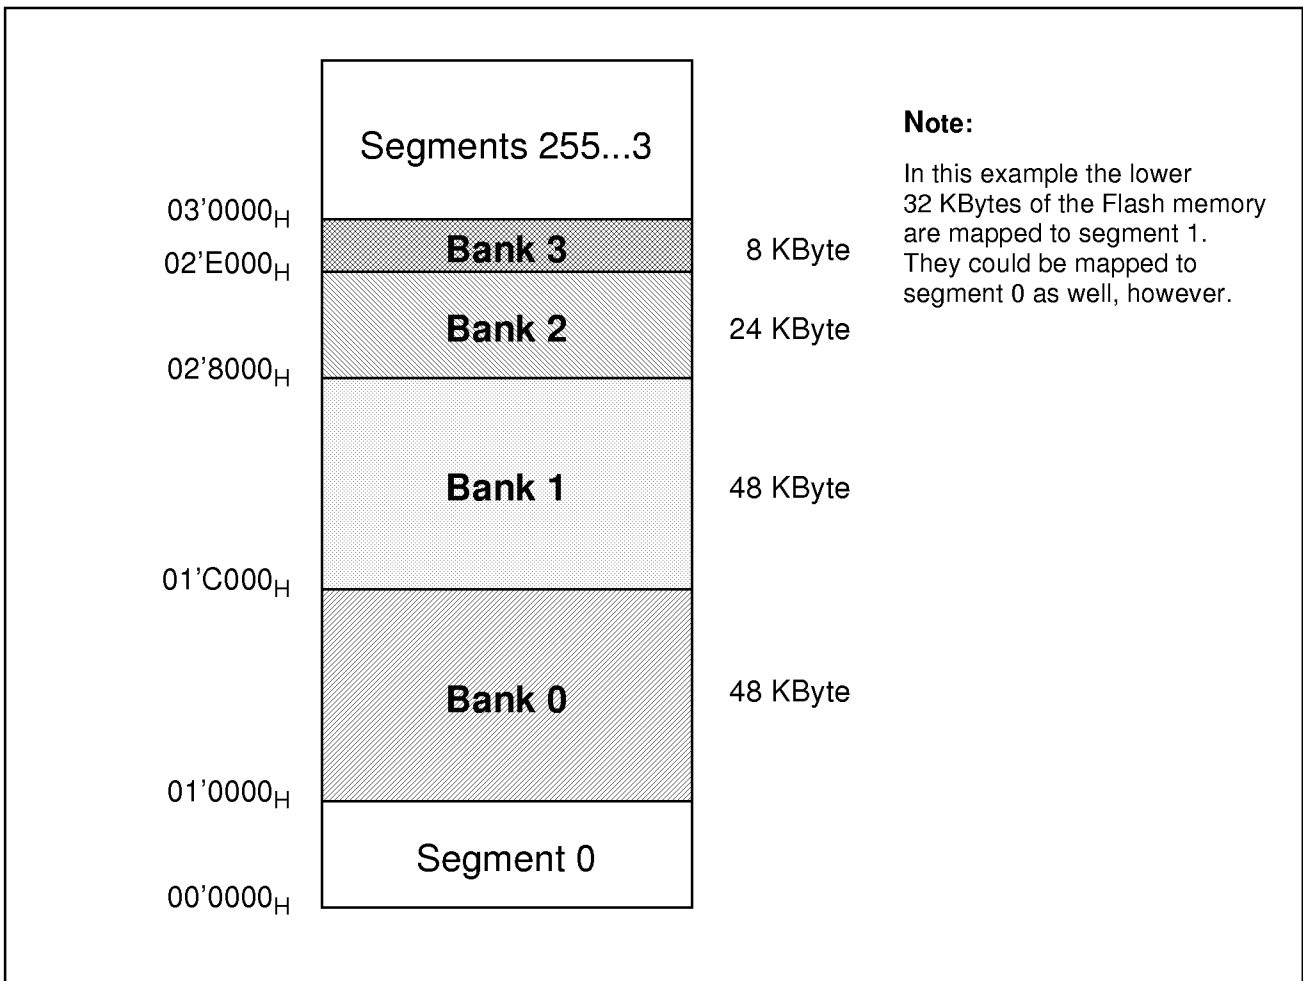 Segments 255...3
03'0000H
Bank 3
8 KByte
02'E000H
Bank 2
24 KByte
02'8000H
Bank 1
48 KByte
01'C000H
Bank 0
48 KByte
01'0000H
Segment 0
00'0000H
Note:
In this example the lower
32 KBytes of the Flash memory
are mapped to segment 1.
They could be mapped to
segment 0 as well, however.